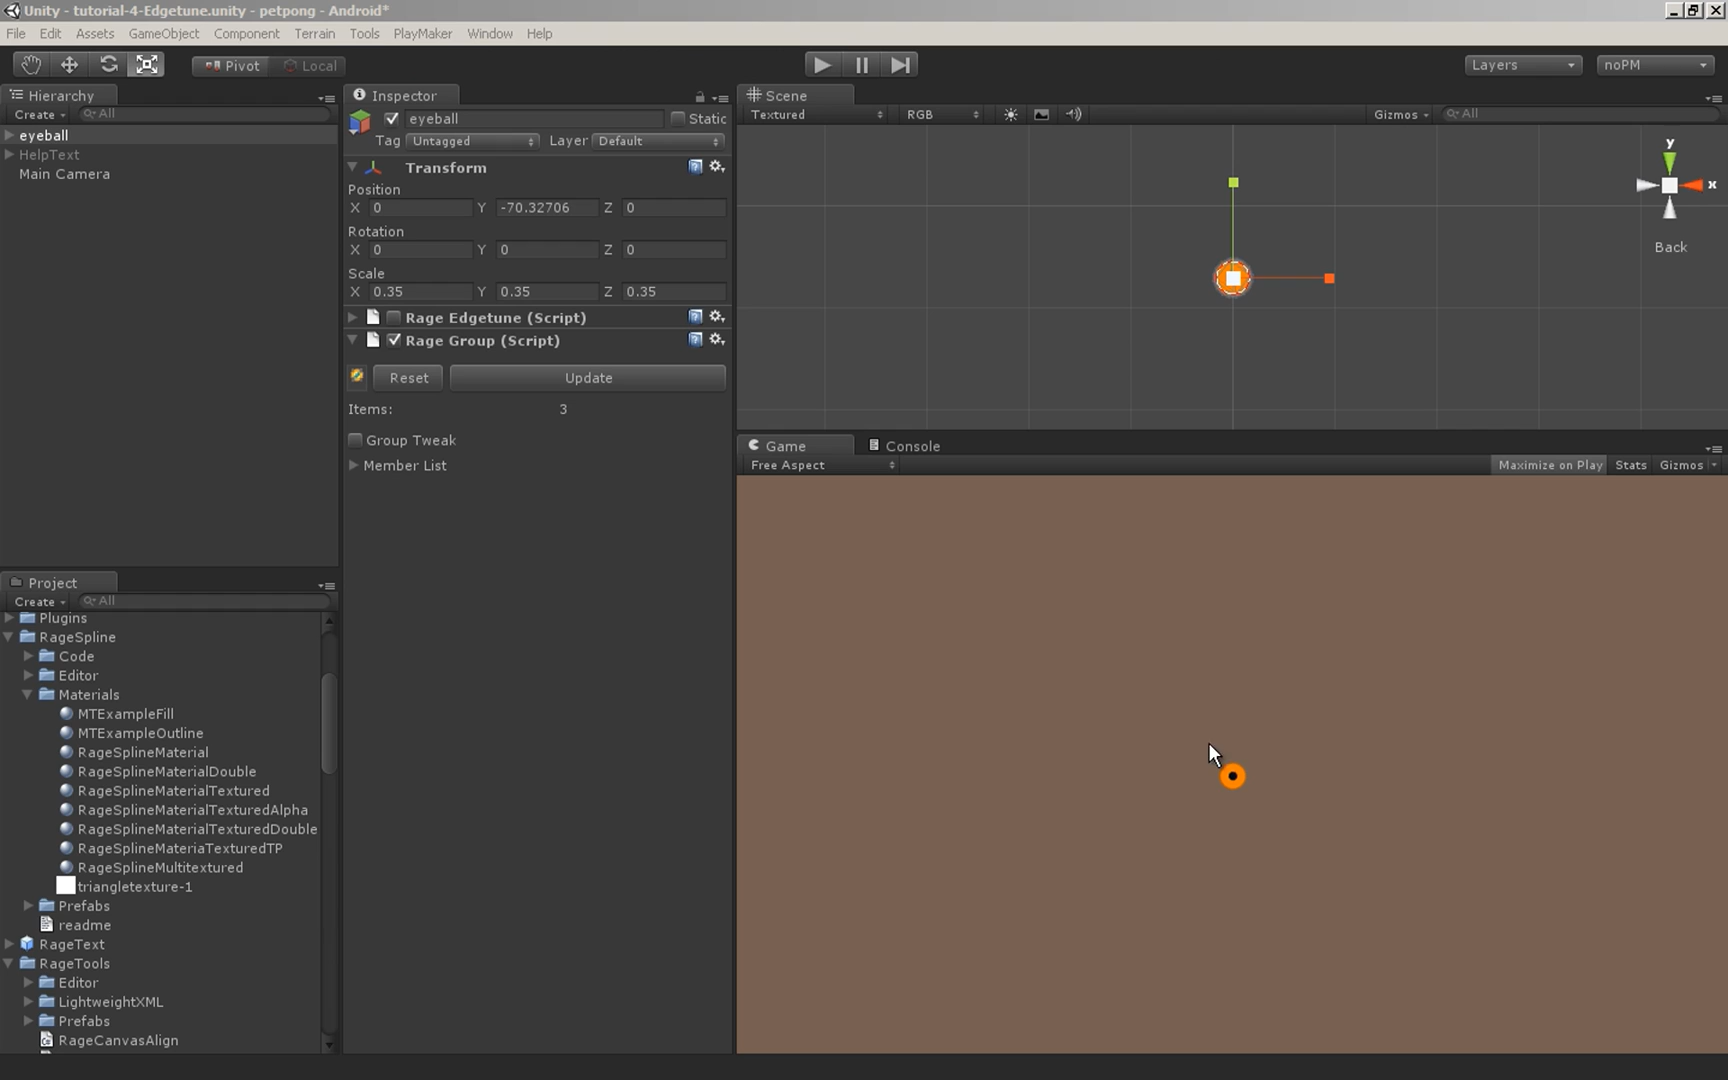 Unity - tutorial-4-Edgetune.unity - petpong - Android*
File Edit Assets GameObject Component Terrain Tools PlayMaker Window Help
Pivot Local Layers noPM
Hierarchy
Create All
eyeball
HelpText
Main Camera
Project
Create All
Plugins
RageSpline
Code
Editor
Materials
MTExampleFill
MTExampleOutline
RageSplineMaterial
RageSplineMaterialDouble
RageSplineMaterialTextured
RageSplineMaterialTexturedAlpha
RageSplineMaterialTexturedDouble
RageSplineMateriaTexturedTP
RageSplineMultitextured
triangletexture-1
Prefabs
readme
RageText
RageTools
Editor
LightweightXML
Prefabs
RageCanvasAlign
Inspector
eyeball Static
Tag Untagged Layer Default
Transform
Position
X 0 Y -70.32706 Z 0
Rotation
X 0 Y 0 Z 0
Scale
X 0.35 Y 0.35 Z 0.35
Rage Edgetune (Script)
Rage Group (Script)
Reset Update
Items: 3
Group Tweak
Member List
Scene
Textured RGB Gizmos All
y
x
Back
Game Console
Free Aspect Maximize on Play Stats Gizmos